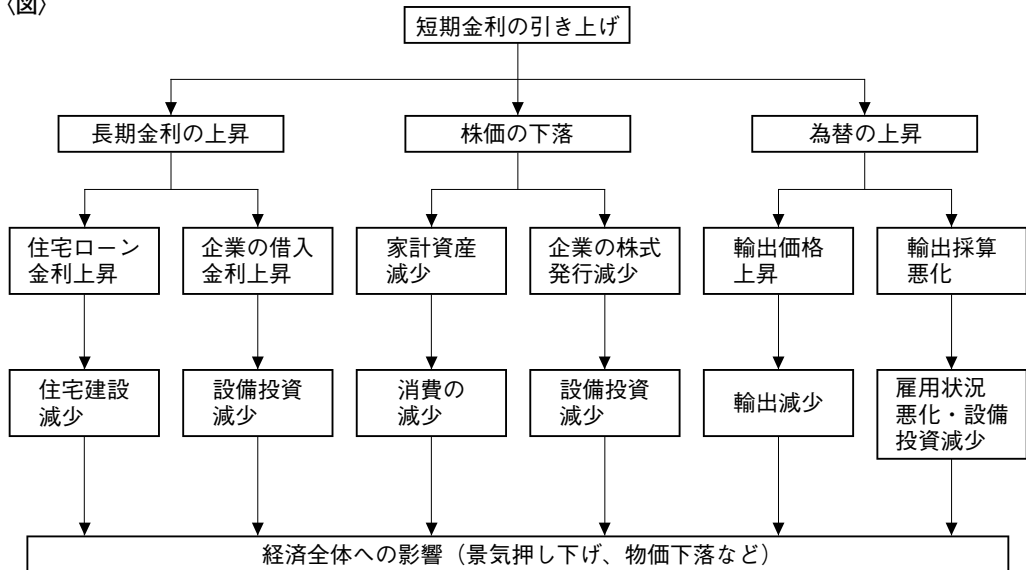 〈図〉
短期金利の引き上げ
長期金利の上昇
株価の下落
為替の上昇
住宅ローン
金利上昇
企業の借入
金利上昇
家計資産
減少
企業の株式
発行減少
輸出価格
上昇
輸出採算
悪化
住宅建設
減少
設備投資
減少
消費の
減少
設備投資
減少
輸出減少
雇用状況
悪化・設備
投資減少
経済全体への影響（景気押し下げ、物価下落など）